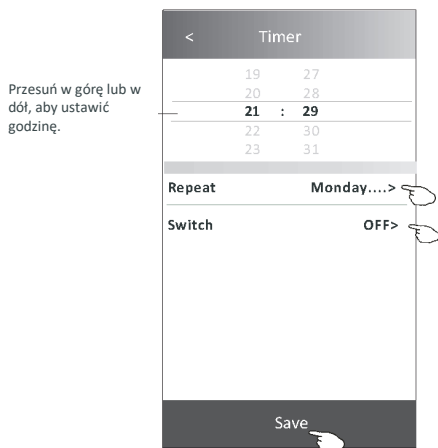 < Timer
19 27
20 28
Przesuń w górę lub w
dół, aby ustawić
godzinę.
21 : 29
22 30
23 31
Repeat Monday....>
Switch OFF>
Save